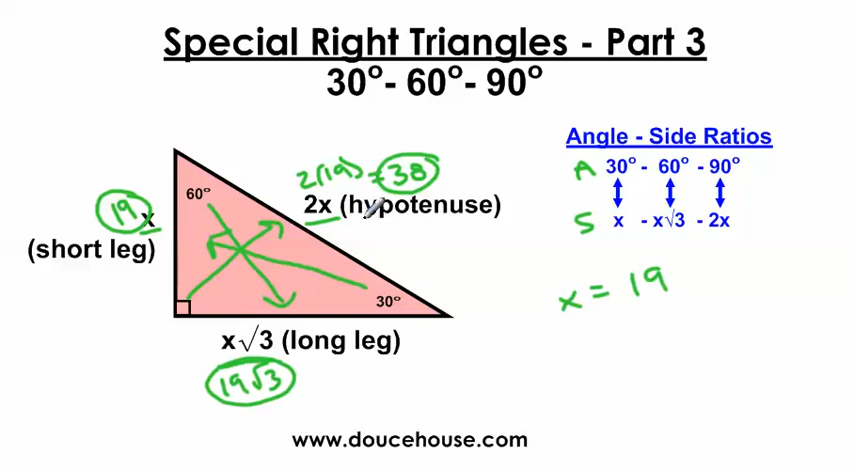 Special Right Triangles - Part 3
30°- 60°- 90°
Angle - Side Ratios
A 30° - 60° - 90°
S x - x√3 - 2x
x = 19
2(19) = 38
60°
2x (hypotenuse)
19 x
(short leg)
30°
x√3 (long leg)
19√3
www.doucehouse.com